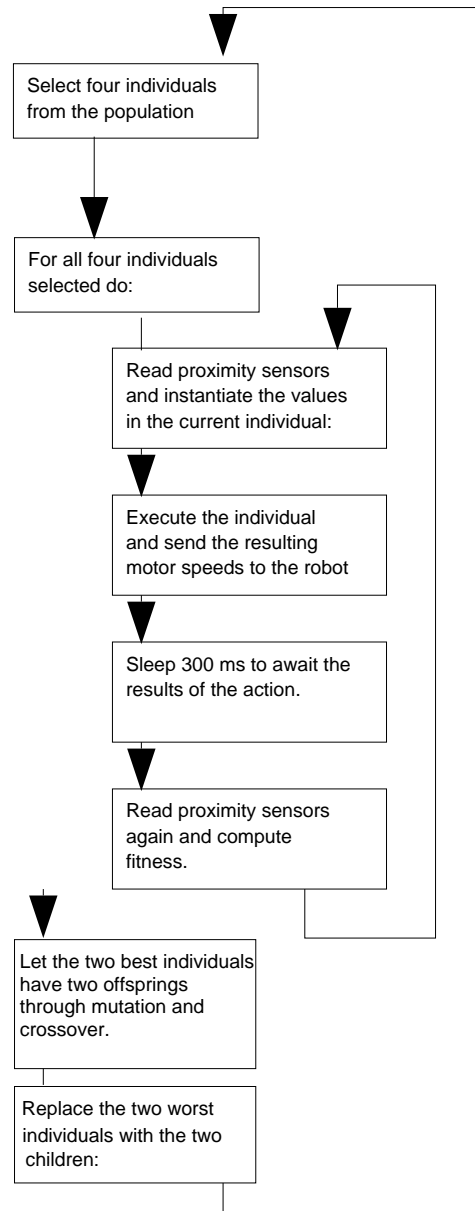 Select four individuals
from the population
For all four individuals
selected do:
Read proximity sensors
and instantiate the values
in the current individual:
Execute the individual
and send the resulting
motor speeds to the robot
Sleep 300 ms to await the
results of the action.
Read proximity sensors
again and compute
fitness.
Let the two best individuals
have two offsprings
through mutation and
crossover.
Replace the two worst
individuals with the two
children: